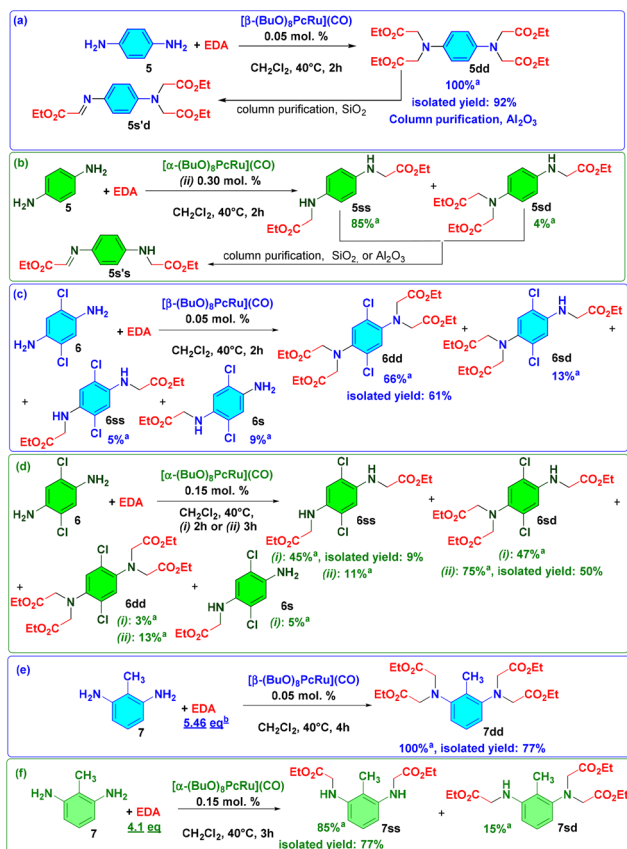 (a)
[β-(BuO)₈PcRu](CO)
0.05 mol. %
CH₂Cl₂, 40°C, 2h
H₂N
NH₂
5
+ EDA
EtO₂C
CO₂Et
N
N
EtO₂C
CO₂Et
5dd
100%ᵃ
isolated yield: 92%
Column purification, Al₂O₃
EtO₂C
N
N
CO₂Et
CO₂Et
5s'd
column purification, SiO₂
(b)
[α-(BuO)₈PcRu](CO)
(ii) 0.30 mol. %
CH₂Cl₂, 40°C, 2h
NH₂
H₂N
5
+ EDA
H
N
CO₂Et
HN
CO₂Et
5ss
85%ᵃ
+
H
N
CO₂Et
EtO₂C
N
CO₂Et
5sd
4%ᵃ
EtO₂C
N
H
N
CO₂Et
5s's
column purification, SiO₂ or Al₂O₃
(c)
[β-(BuO)₈PcRu](CO)
0.05 mol. %
CH₂Cl₂, 40°C, 2h
Cl
NH₂
H₂N
Cl
6
+ EDA
CO₂Et
Cl
N
CO₂Et
EtO₂C
N
Cl
CO₂Et
6dd
66%ᵃ
isolated yield: 61%
+
Cl
H
N
CO₂Et
EtO₂C
N
Cl
CO₂Et
6sd
13%ᵃ
+
+
Cl
H
N
CO₂Et
HN
Cl
EtO₂C
6ss
5%ᵃ
+
Cl
NH₂
N
H
Cl
EtO₂C
6s
9%ᵃ
(d)
[α-(BuO)₈PcRu](CO)
0.15 mol. %
CH₂Cl₂, 40°C,
(i) 2h or (ii) 3h
Cl
NH₂
H₂N
Cl
6
+ EDA
Cl
H
N
CO₂Et
HN
Cl
CO₂Et
6ss
(i): 45%ᵃ, isolated yield: 9%
(ii): 11%ᵃ
+
Cl
H
N
CO₂Et
EtO₂C
N
Cl
CO₂Et
6sd
(i): 47%ᵃ
(ii): 75%ᵃ, isolated yield: 50%
+
+
Cl
N
CO₂Et
CO₂Et
EtO₂C
N
Cl
EtO₂C
6dd
(i): 3%ᵃ
(ii): 13%ᵃ
+
Cl
NH₂
HN
Cl
EtO₂C
6s
(i): 5%ᵃ
(e)
[β-(BuO)₈PcRu](CO)
0.05 mol. %
CH₂Cl₂, 40°C, 4h
CH₃
H₂N
NH₂
7
+ EDA
5.46 eqᵇ
EtO₂C
CO₂Et
EtO₂C
N
CH₃
N
CO₂Et
7dd
100%ᵃ, isolated yield: 77%
(f)
[α-(BuO)₈PcRu](CO)
0.15 mol. %
CH₂Cl₂, 40°C, 3h
CH₃
H₂N
NH₂
7
+ EDA
4.1 eq
EtO₂C
CO₂Et
CH₃
NH
NH
85%ᵃ
7ss
isolated yield: 77%
+
EtO₂C
CO₂Et
H
N
CH₃
N
CO₂Et
15%ᵃ
7sd